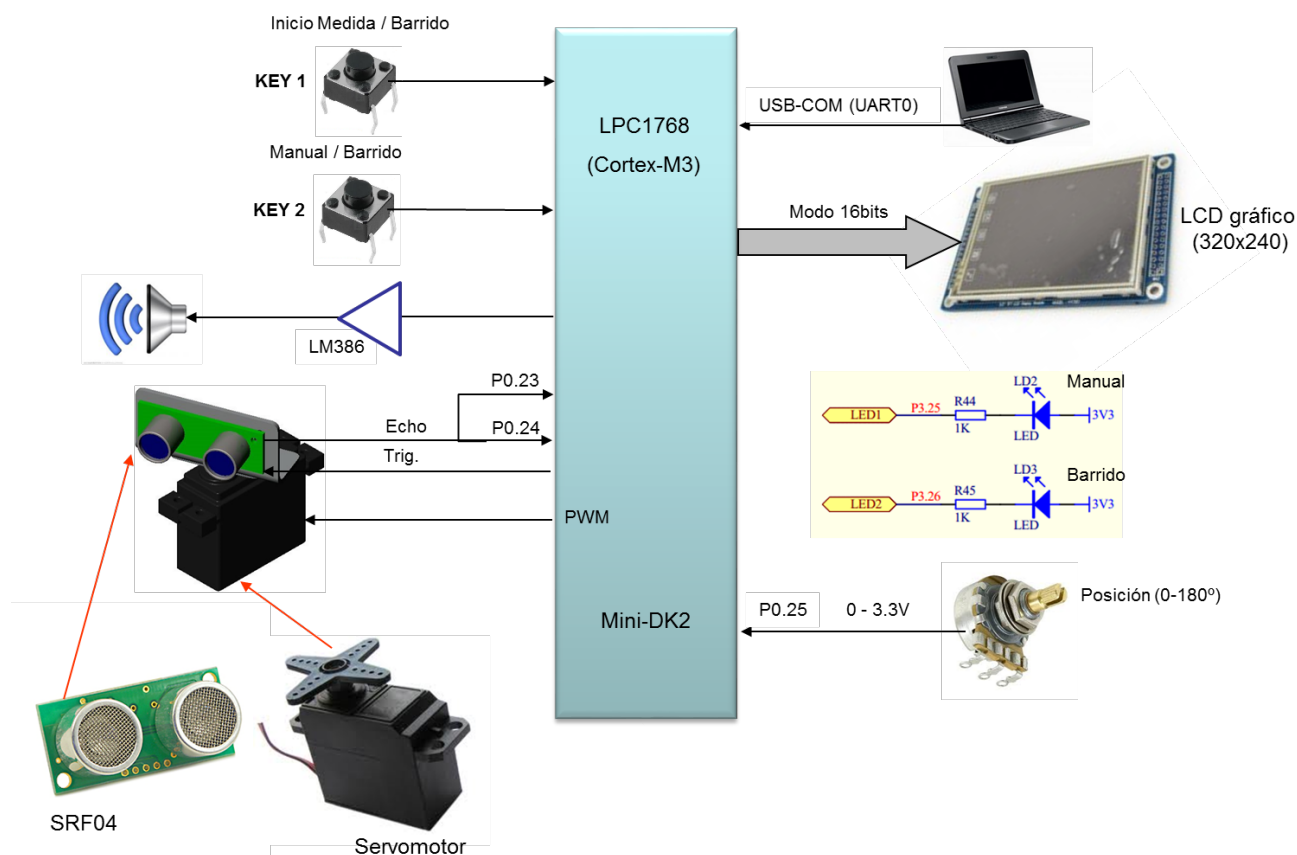 Inicio Medida / Barrido
KEY 1
Manual / Barrido
KEY 2
LM386
P0.23
Echo
P0.24
Trig.
PWM
SRF04
Servomotor
LPC1768
(Cortex-M3)
Mini-DK2
USB-COM (UART0)
Modo 16bits
LCD gráfico
(320x240)
LD2
Manual
LED1
P3.25
R44
1K
LED
3V3
LD3
Barrido
LED2
P3.26
R45
1K
LED
3V3
P0.25
0 - 3.3V
Posición (0-180º)